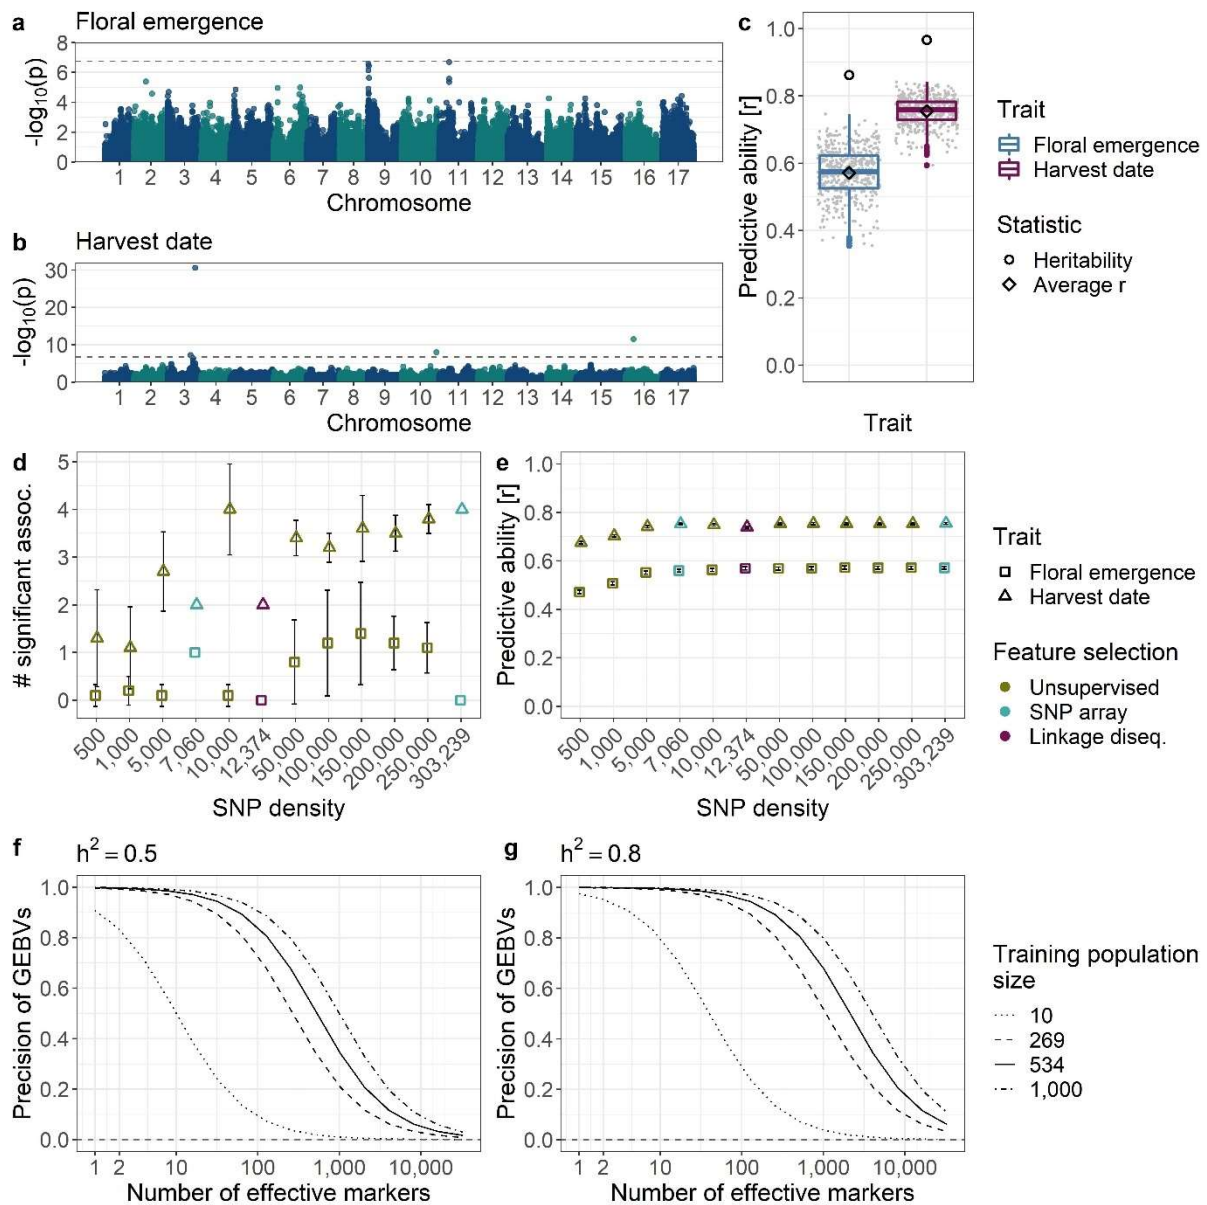 a Floral emergence
8
6
4
2
0
-log10(p)
1 2 3 4 5 6 7 8 9 10 11 12 13 14 15 16 17
Chromosome
b Harvest date
30
20
10
0
-log10(p)
1 2 3 4 5 6 7 8 9 10 11 12 13 14 15 16 17
Chromosome
c
1.0
0.8
0.6
0.4
0.2
0.0
Predictive ability [r]
Trait
Trait
Floral emergence
Harvest date
Statistic
Heritability
Average r
d
5
4
3
2
1
0
# significant assoc.
500 1,000 5,000 7,060 10,000 12,374 50,000 100,000 150,000 200,000 250,000 303,239
SNP density
e
1.0
0.8
0.6
0.4
0.2
0.0
Predictive ability [r]
500 1,000 5,000 7,060 10,000 12,374 50,000 100,000 150,000 200,000 250,000 303,239
SNP density
Trait
Floral emergence
Harvest date
Feature selection
Unsupervised
SNP array
Linkage diseq.
f h² = 0.5
1.0
0.8
0.6
0.4
0.2
0.0
Precision of GEBVs
1 2 10 100 1,000 10,000
Number of effective markers
g h² = 0.8
1.0
0.8
0.6
0.4
0.2
0.0
Precision of GEBVs
1 2 10 100 1,000 10,000
Number of effective markers
Training population
size
10
269
534
1,000